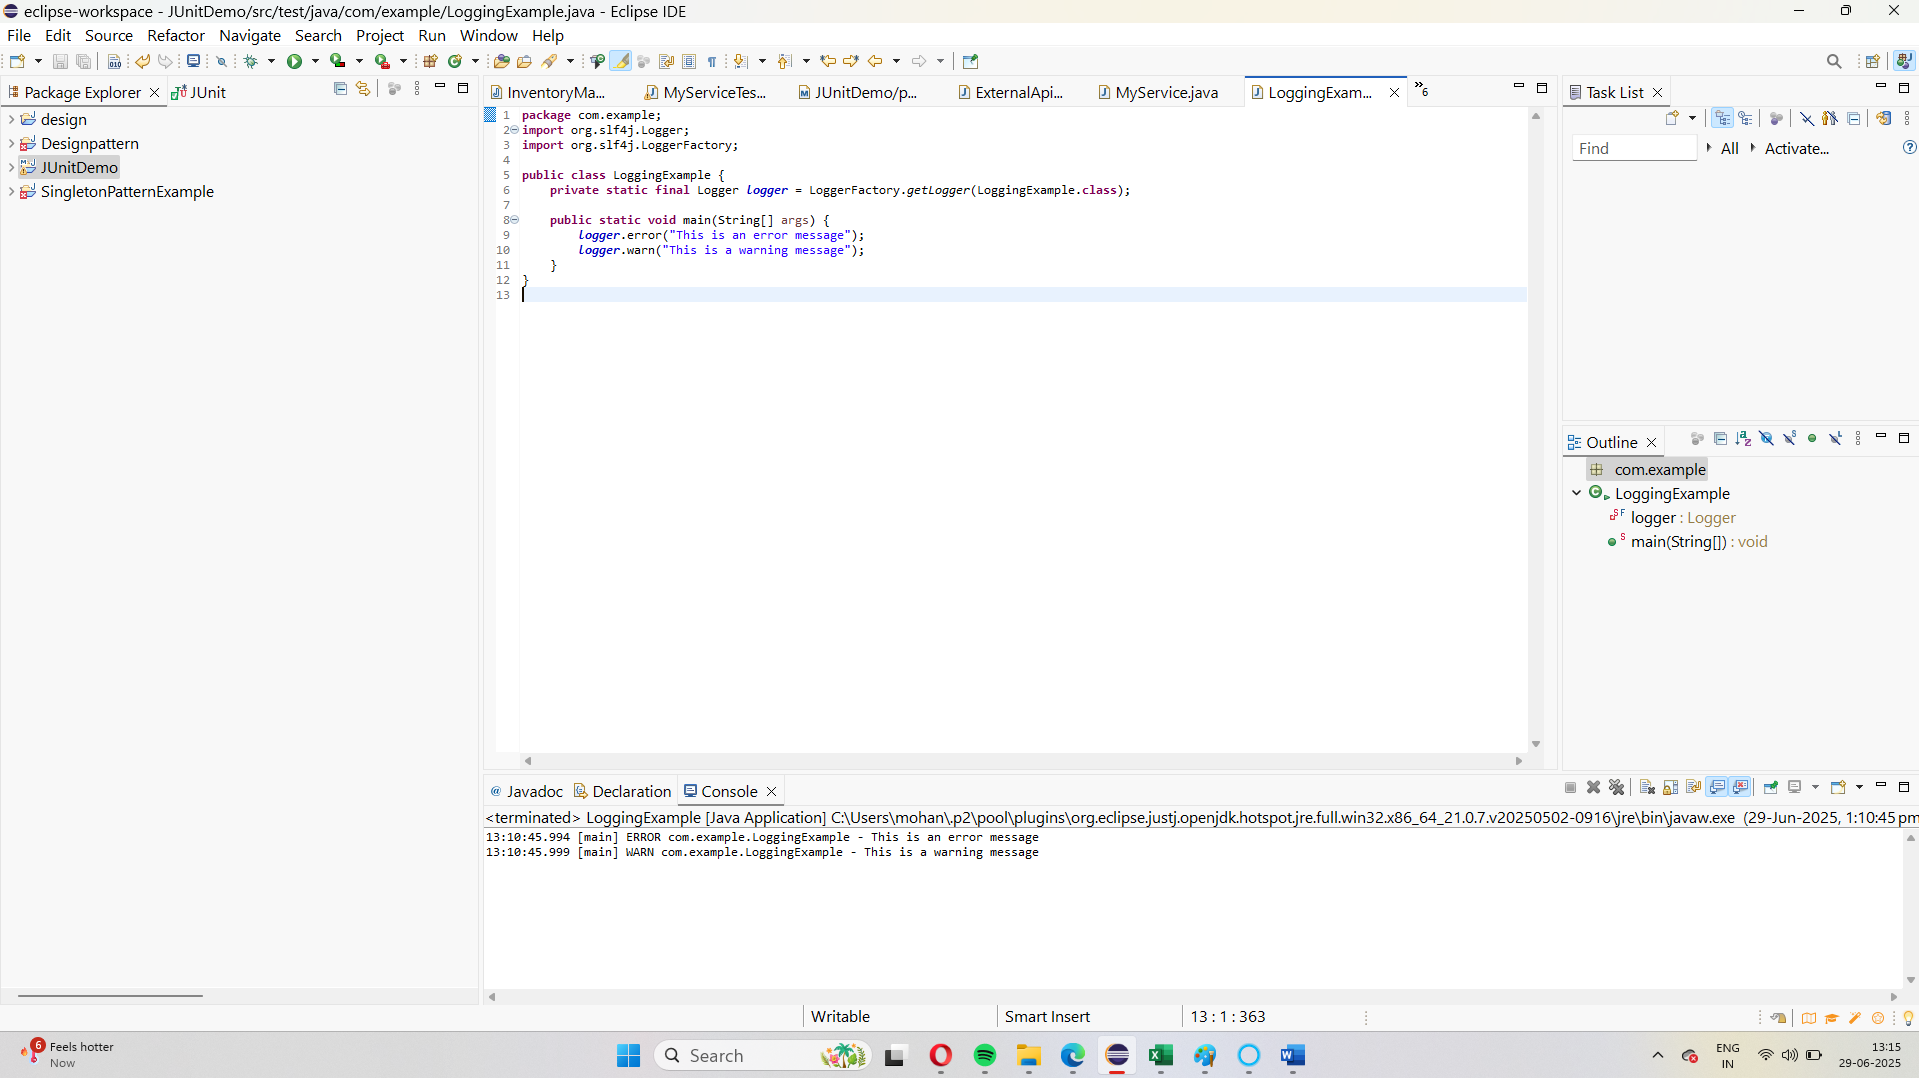 eclipse-workspace - JUnitDemo/src/test/java/com/example/LoggingExample.java - Eclipse IDE
File Edit Source Refactor Navigate Search Project Run Window Help
Package Explorer JUnit
design
Designpattern
JUnitDemo
SingletonPatternExample
InventoryMa... MyServiceTes... JUnitDemo/p... ExternalApi... MyService.java LoggingExam... »6
1 package com.example;
2 import org.slf4j.Logger;
3 import org.slf4j.LoggerFactory;
4
5 public class LoggingExample {
6 private static final Logger logger = LoggerFactory.getLogger(LoggingExample.class);
7
8 public static void main(String[] args) {
9 logger.error("This is an error message");
10 logger.warn("This is a warning message");
11 }
12 }
13
Task List
Find All Activate...
Outline
com.example
LoggingExample
logger : Logger
main(String[]) : void
Javadoc Declaration Console
<terminated> LoggingExample [Java Application] C:\Users\mohan\.p2\pool\plugins\org.eclipse.justj.openjdk.hotspot.jre.full.win32.x86_64_21.0.7.v20250502-0916\jre\bin\javaw.exe (29-Jun-2025, 1:10:45 pm
13:10:45.994 [main] ERROR com.example.LoggingExample - This is an error message
13:10:45.999 [main] WARN com.example.LoggingExample - This is a warning message
Writable Smart Insert 13 : 1 : 363
6 Feels hotter
Now
Search
ENG
IN
13:15
29-06-2025